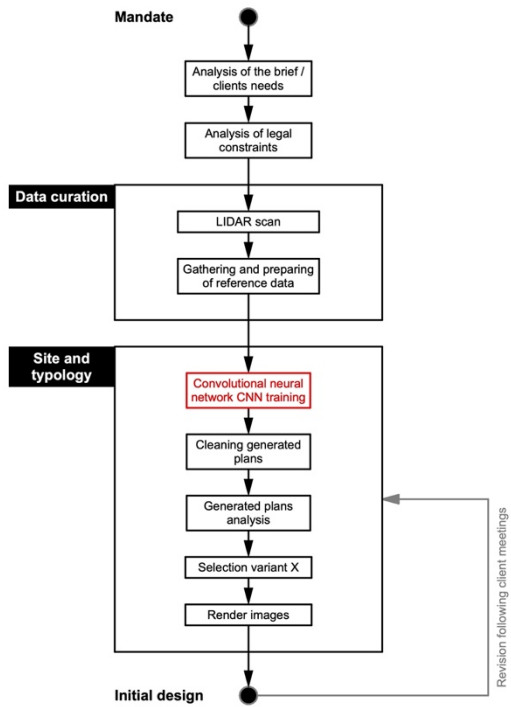 Mandate
Analysis of the brief /
clients needs
Analysis of legal
constraints
Data curation
LIDAR scan
Gathering and preparing
of reference data
Site and
typology
Convolutional neural
network CNN training
Cleaning generated
plans
Generated plans
analysis
Selection variant X
Render images
Revision following client meetings
Initial design